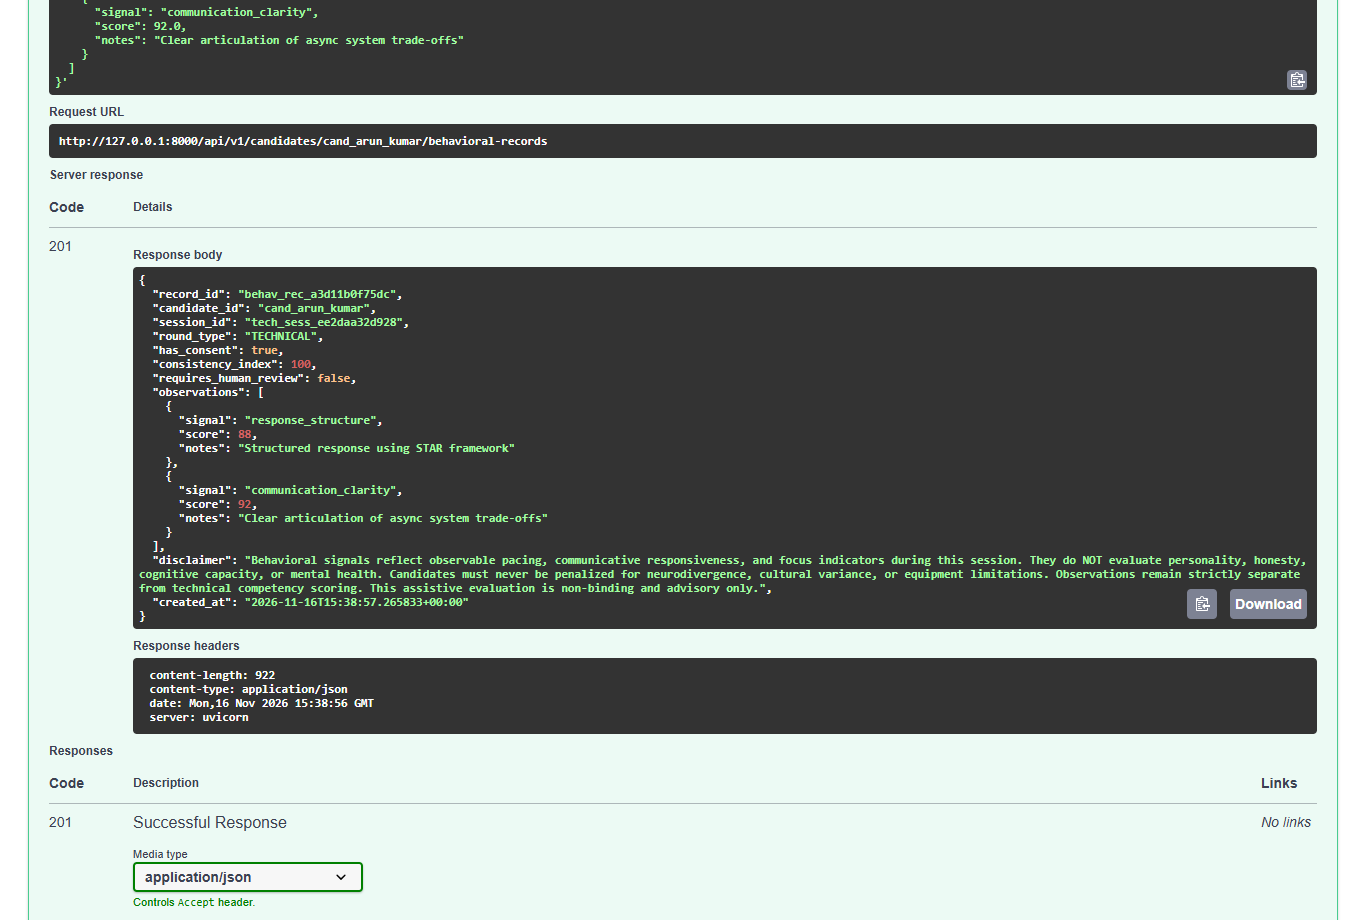 {
"signal": "communication_clarity",
"score": 92.0,
"notes": "Clear articulation of async system trade-offs"
}
]
}'
Request URL
http://127.0.0.1:8000/api/v1/candidates/cand_arun_kumar/behavioral-records
Server response
Code Details
201
Response body
{
"record_id": "behav_rec_a3d11b0f75dc",
"candidate_id": "cand_arun_kumar",
"session_id": "tech_sess_ee2daa32d928",
"round_type": "TECHNICAL",
"has_consent": true,
"consistency_index": 100,
"requires_human_review": false,
"observations": [
{
"signal": "response_structure",
"score": 88,
"notes": "Structured response using STAR framework"
},
{
"signal": "communication_clarity",
"score": 92,
"notes": "Clear articulation of async system trade-offs"
}
],
"disclaimer": "Behavioral signals reflect observable pacing, communicative responsiveness, and focus indicators during this session. They do NOT evaluate personality, honesty,
cognitive capacity, or mental health. Candidates must never be penalized for neurodivergence, cultural variance, or equipment limitations. Observations remain strictly separate
from technical competency scoring. This assistive evaluation is non-binding and advisory only.",
"created_at": "2026-11-16T15:38:57.265833+00:00"
}
Download
Response headers
content-length: 922
content-type: application/json
date: Mon,16 Nov 2026 15:38:56 GMT
server: uvicorn
Responses
Code Description Links
201 Successful Response No links
Media type
application/json
Controls Accept header.